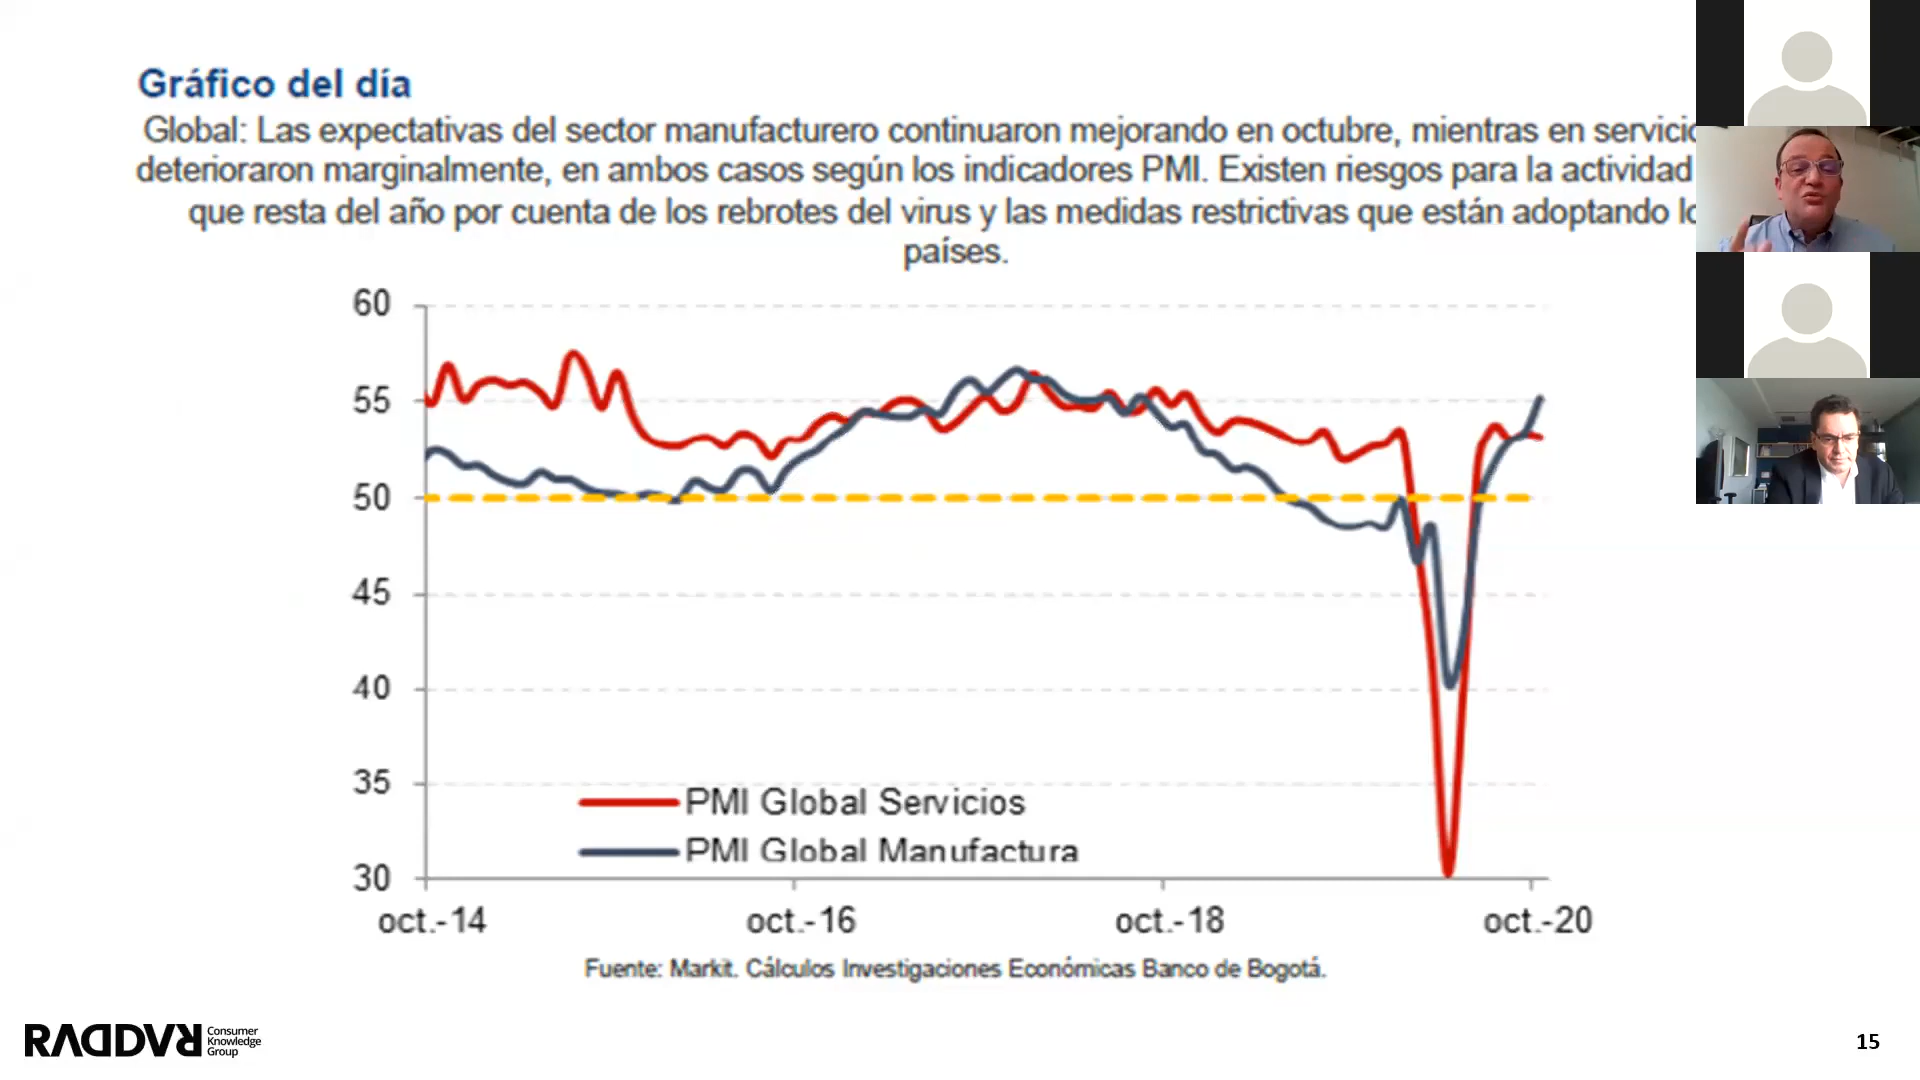 Gráfico del día
Global: Las expectativas del sector manufacturero continuaron mejorando en octubre, mientras en servicio
deterioraron marginalmente, en ambos casos según los indicadores PMI. Existen riesgos para la actividad
que resta del año por cuenta de los rebrotes del virus y las medidas restrictivas que están adoptando lo
países.
60
55
50
45
40
35
30
PMI Global Servicios
PMI Global Manufactura
oct.-14
oct.-16
oct.-18
oct.-20
Fuente: Markit. Cálculos Investigaciones Económicas Banco de Bogotá.
RADDAR
Consumer
Knowledge
Group
15